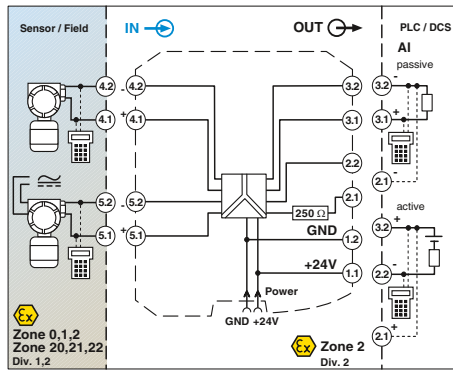 Sensor / Field
IN
OUT
PLC / DCS
AI
passive
4.2
-
4.2
3.2
3.2
-
4.1
+
4.1
3.1
3.1
+
2.2
2.1
-
5.2
-
5.2
2.1
250 Ω
active
5.1
+
5.1
GND
1.2
3.2
+
+24V
1.1
2.2
-
Power
GND +24V
2.1
+
Ex
Zone 0,1,2
Zone 20,21,22
Div. 1,2
Ex
Zone 2
Div. 2